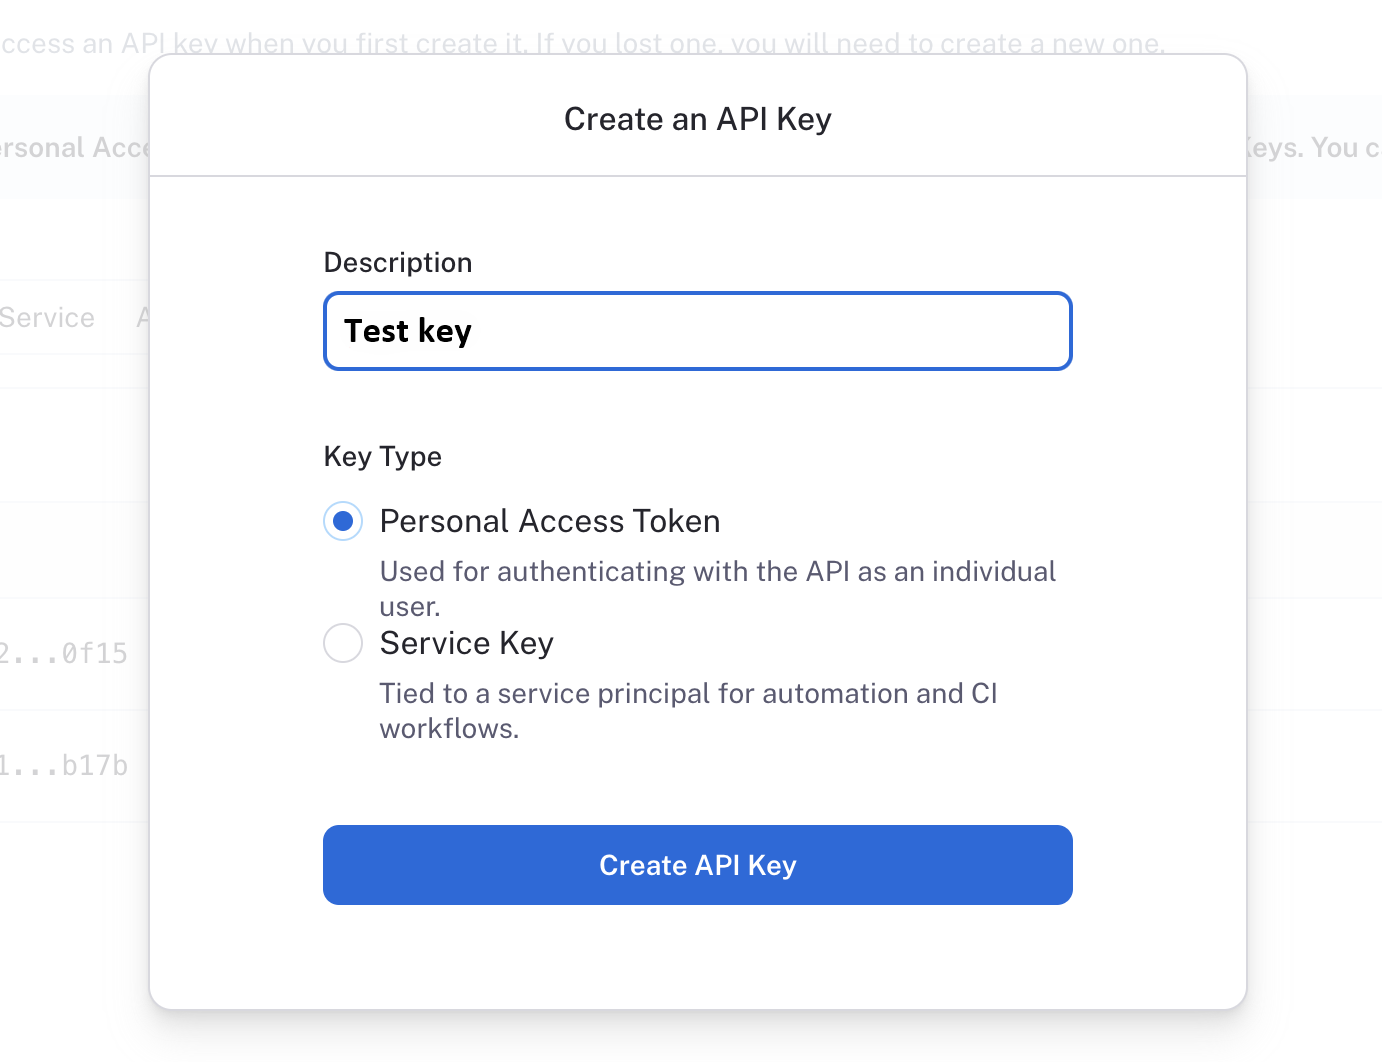 ccess an API key when you first create it. If you lost one, you will need to create a new one.
Create an API Key
ersonal Acce
Keys. You c
Description
Service A
Test key
Key Type
Personal Access Token
Used for authenticating with the API as an individual
user.
Service Key
2...0f15
Tied to a service principal for automation and CI
workflows.
1...b17b
Create API Key